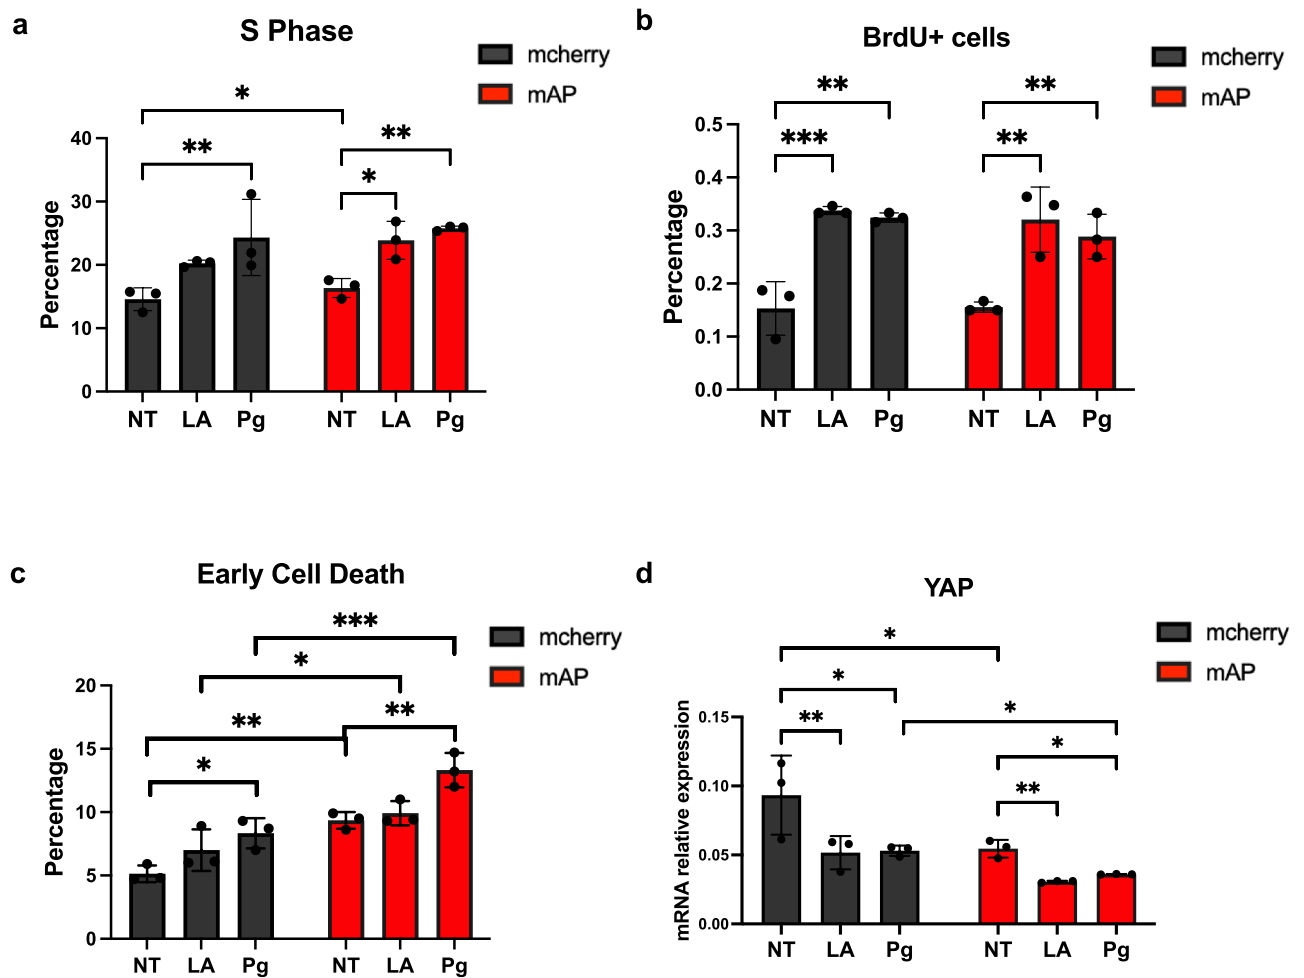 a
S Phase
mcherry
mAP
*
**
**
*
Percentage
40
30
20
10
0
NT LA Pg NT LA Pg
b
BrdU+ cells
mcherry
mAP
** **
*** **
Percentage
0.5
0.4
0.3
0.2
0.1
0.0
NT LA Pg NT LA Pg
c
Early Cell Death
mcherry
mAP
***
*
** **
*
Percentage
20
15
10
5
0
NT LA Pg NT LA Pg
d
YAP
mcherry
mAP
*
*
** *
*
**
mRNA relative expression
0.15
0.10
0.05
0.00
NT LA Pg NT LA Pg